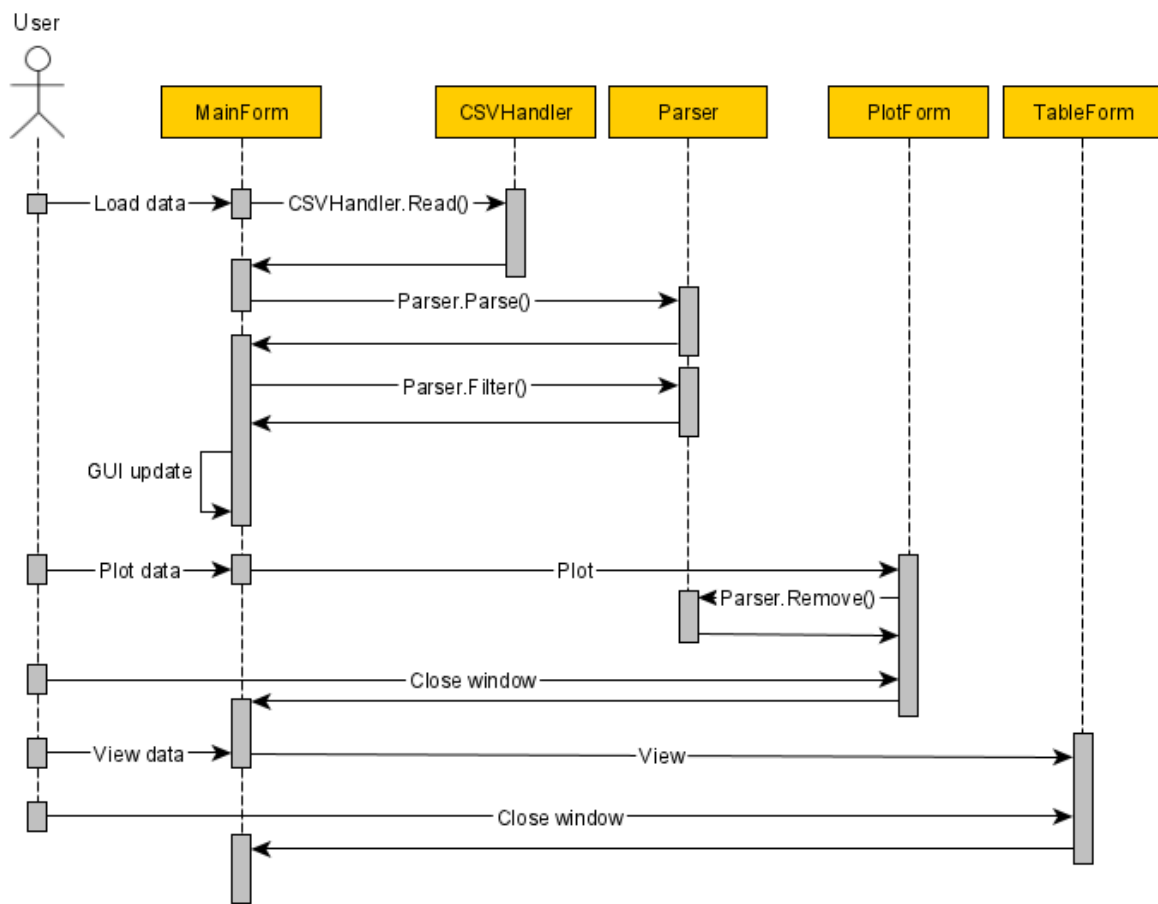 User
MainForm
CSVHandler
Parser
PlotForm
TableForm
Load data
CSVHandler.Read()
Parser.Parse()
Parser.Filter()
GUI update
Plot data
Plot
Parser.Remove()
Close window
View data
View
Close window